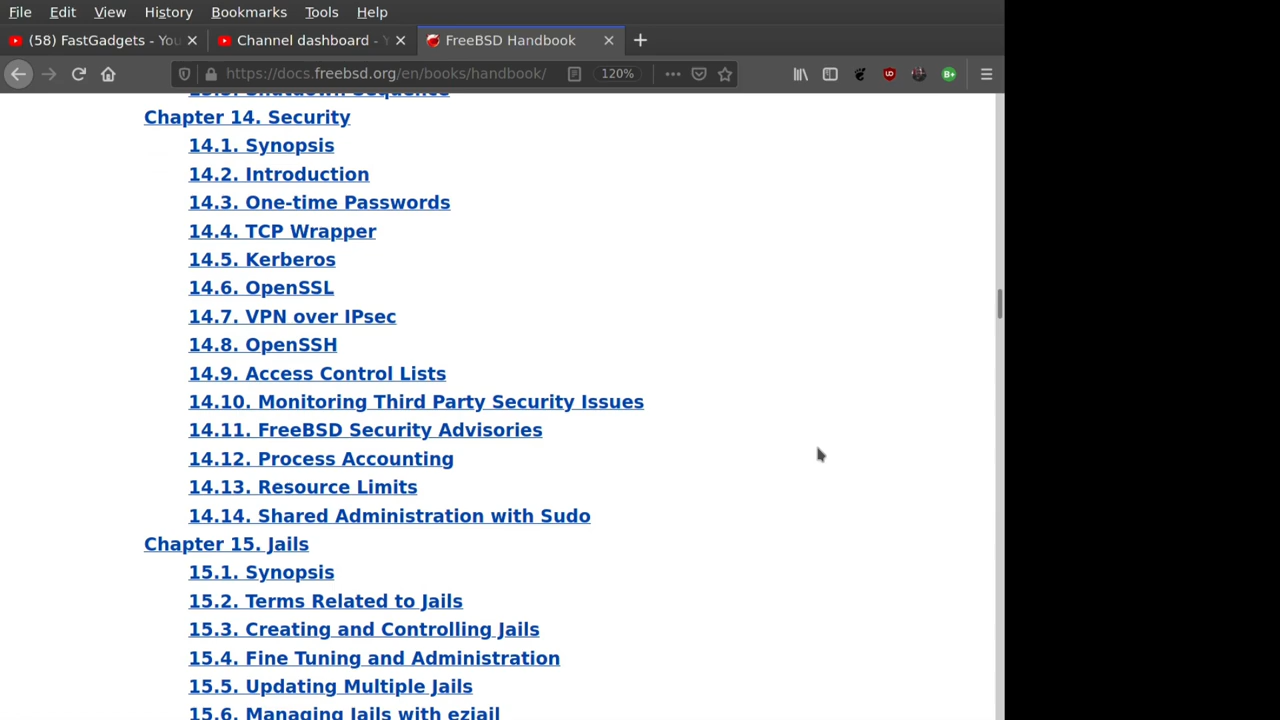 File Edit View History Bookmarks Tools Help
(58) FastGadgets - You
Channel dashboard - Y
FreeBSD Handbook
https://docs.freebsd.org/en/books/handbook/
120%
13.5. Shutdown Sequence
Chapter 14. Security
14.1. Synopsis
14.2. Introduction
14.3. One-time Passwords
14.4. TCP Wrapper
14.5. Kerberos
14.6. OpenSSL
14.7. VPN over IPsec
14.8. OpenSSH
14.9. Access Control Lists
14.10. Monitoring Third Party Security Issues
14.11. FreeBSD Security Advisories
14.12. Process Accounting
14.13. Resource Limits
14.14. Shared Administration with Sudo
Chapter 15. Jails
15.1. Synopsis
15.2. Terms Related to Jails
15.3. Creating and Controlling Jails
15.4. Fine Tuning and Administration
15.5. Updating Multiple Jails
15.6. Managing Jails with ezjail